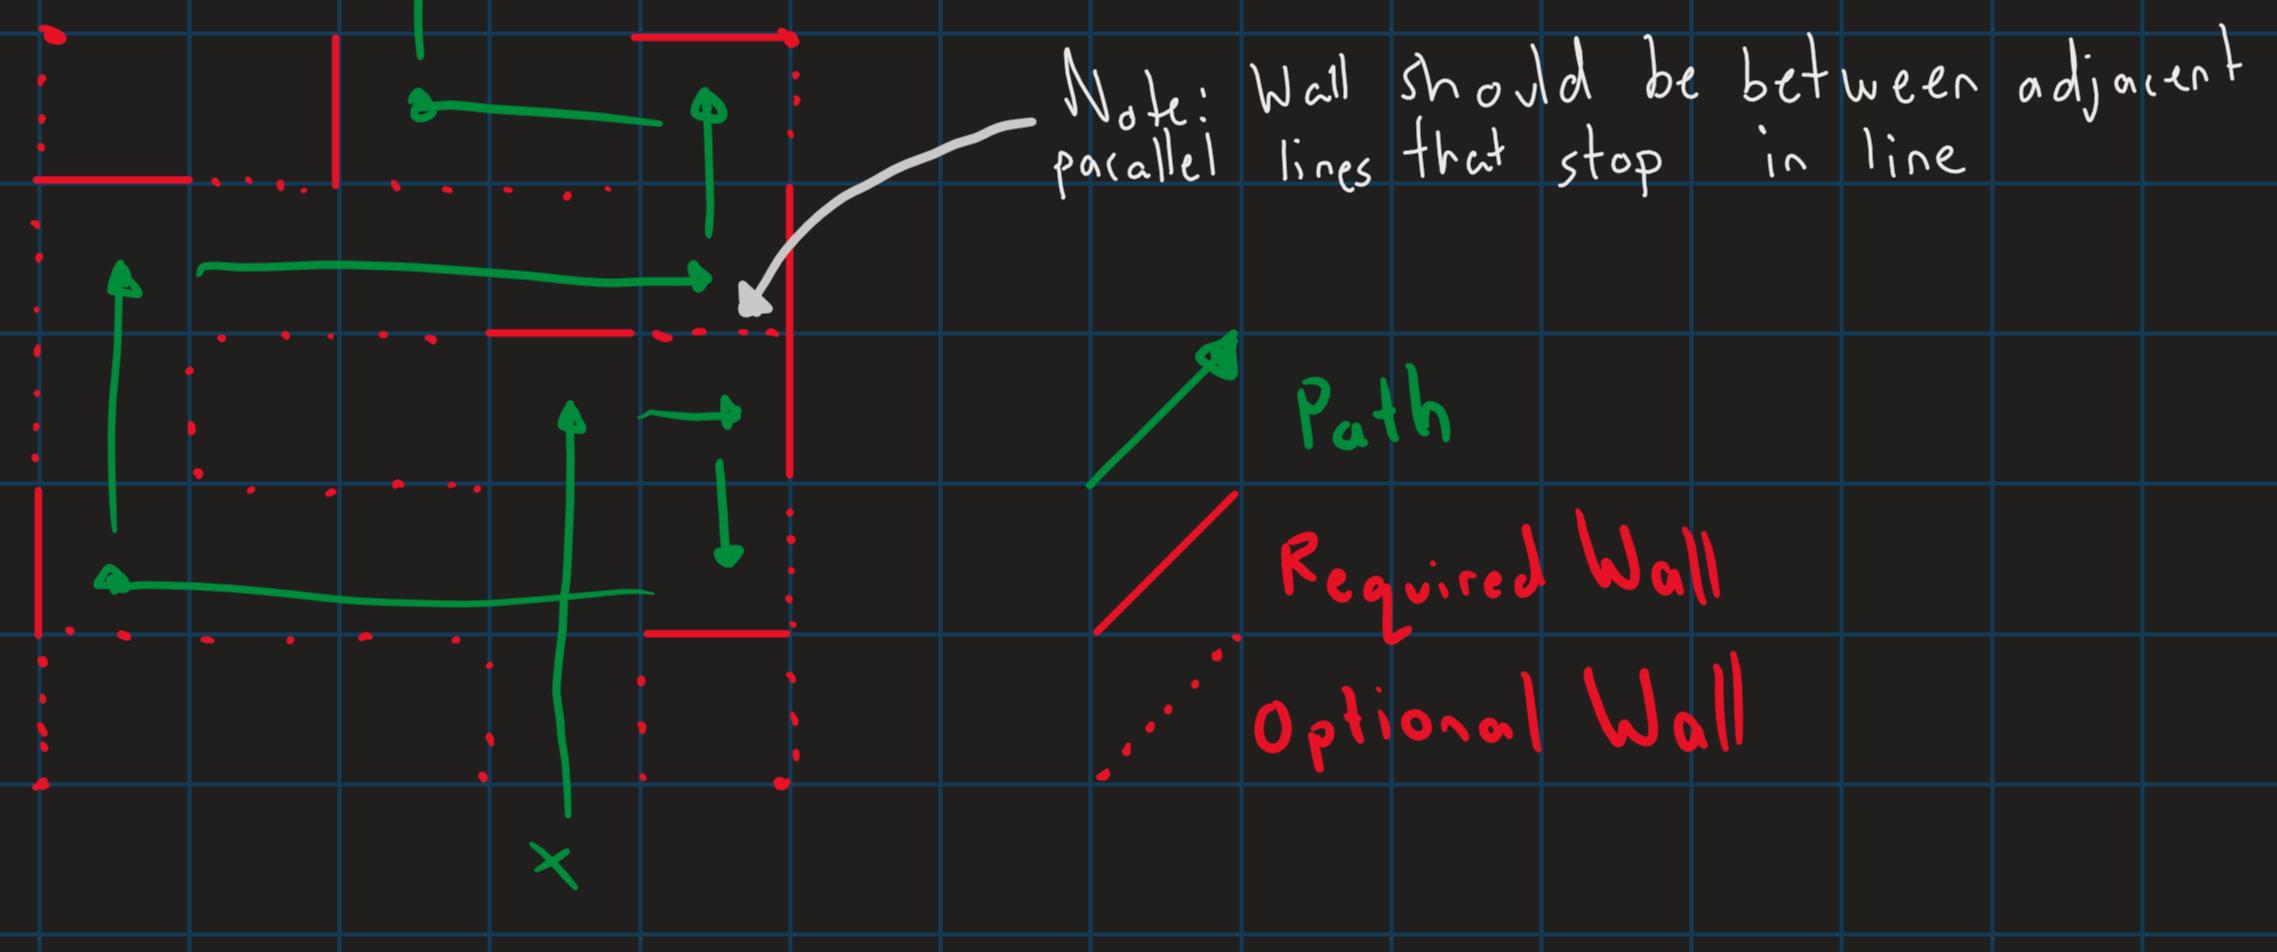 Note: Wall should be between adjacent
parallel lines that stop in line
Path
Required Wall
Optional Wall